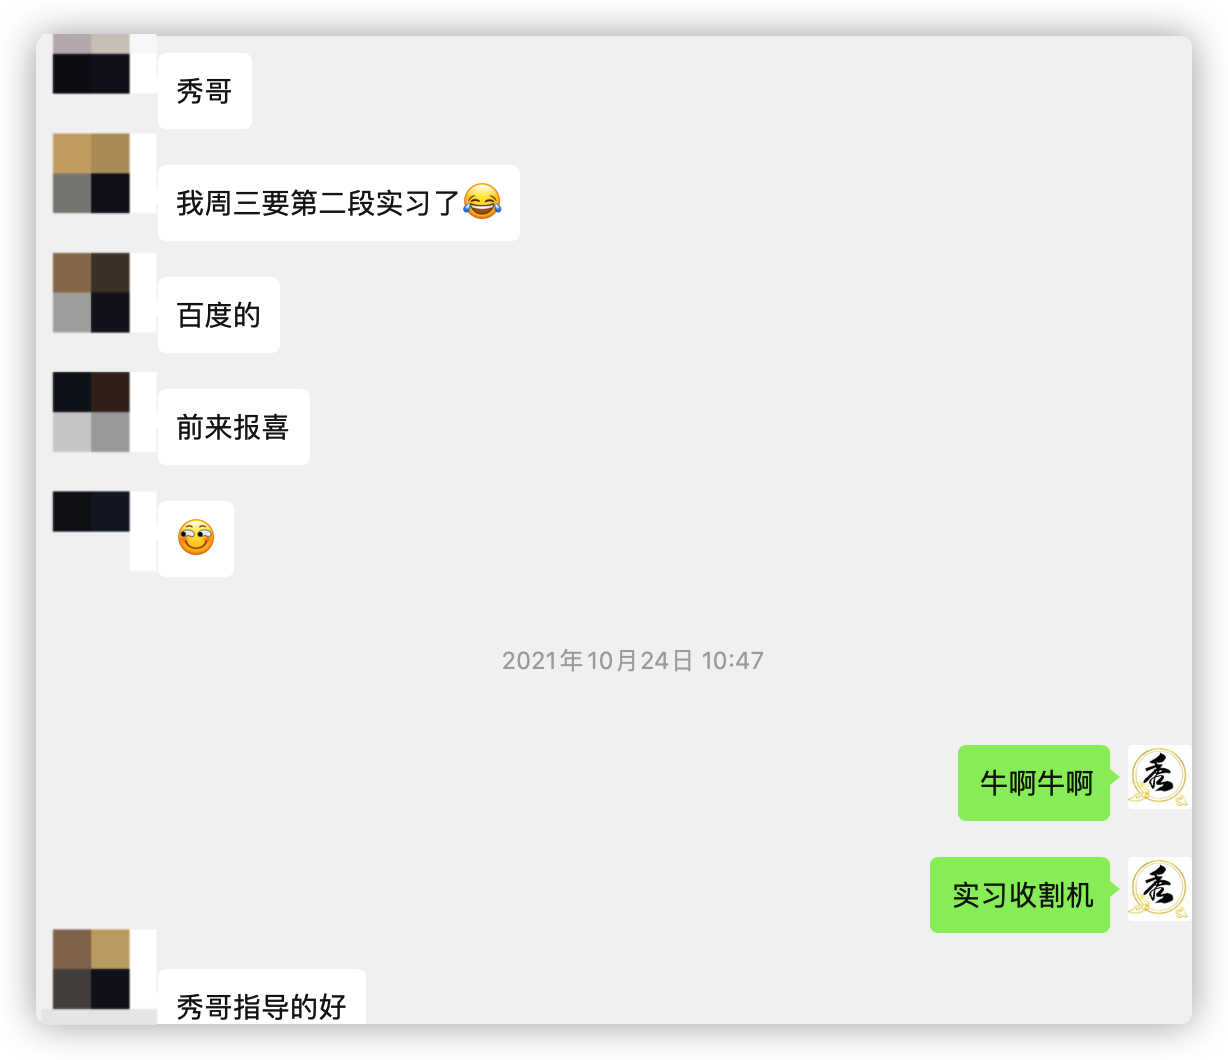 秀哥
我周三要第二段实习了😂
百度的
前来报喜
2021年10月24日 10:47
牛啊牛啊
秀
实习收割机
秀
秀哥指导的好